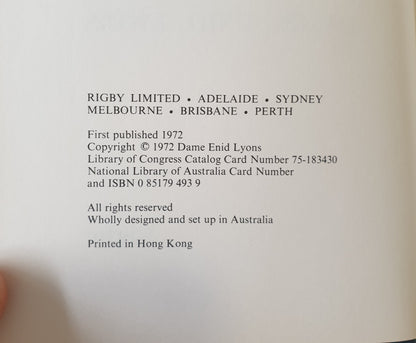 RIGBY LIMITED • ADELAIDE • SYDNEY
MELBOURNE • BRISBANE • PERTH
First published 1972
Copyright © 1972 Dame Enid Lyons
Library of Congress Catalog Card Number 75-183430
National Library of Australia Card Number
and ISBN 0 85179 493 9
All rights reserved
Wholly designed and set up in Australia
Printed in Hong Kong